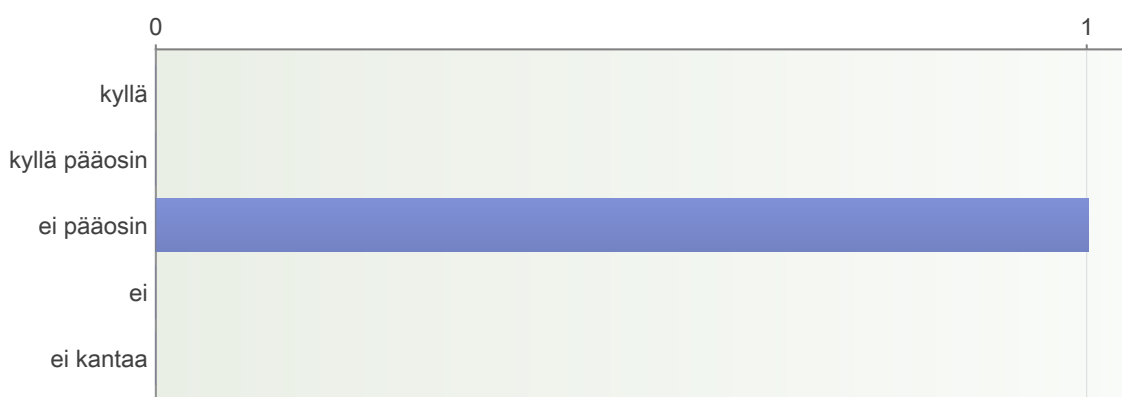 0 1
kyllä
kyllä pääosin
ei pääosin
ei
ei kantaa